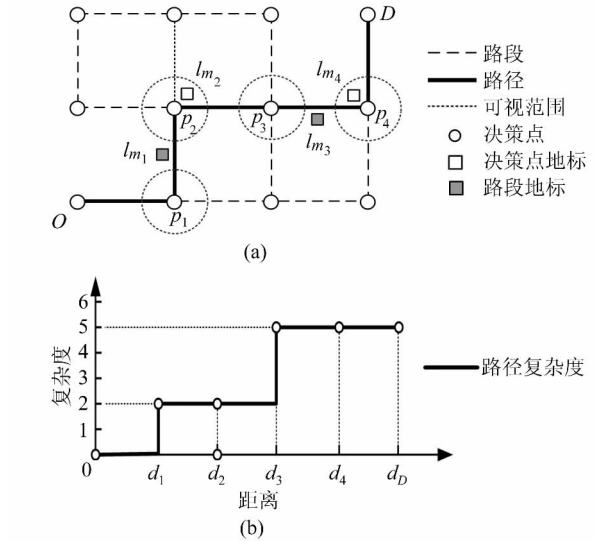 D
l_{m_2}
l_{m_4}
p_2
p_3
p_4
l_{m_1}
l_{m_3}
O
p_1
路段
路径
可视范围
决策点
决策点地标
路段地标
(a)
6
5
4
3
2
1
0
复杂度
d_1
d_2
d_3
d_4
d_D
距离
路径复杂度
(b)